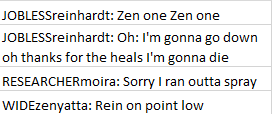 JOBLESSreinhardt: Zen one Zen one
JOBLESSreinhardt: Oh: I'm gonna go down
oh thanks for the heals I'm gonna die
RESEARCHERmoira: Sorry I ran outta spray
WIDEzenyatta: Rein on point low